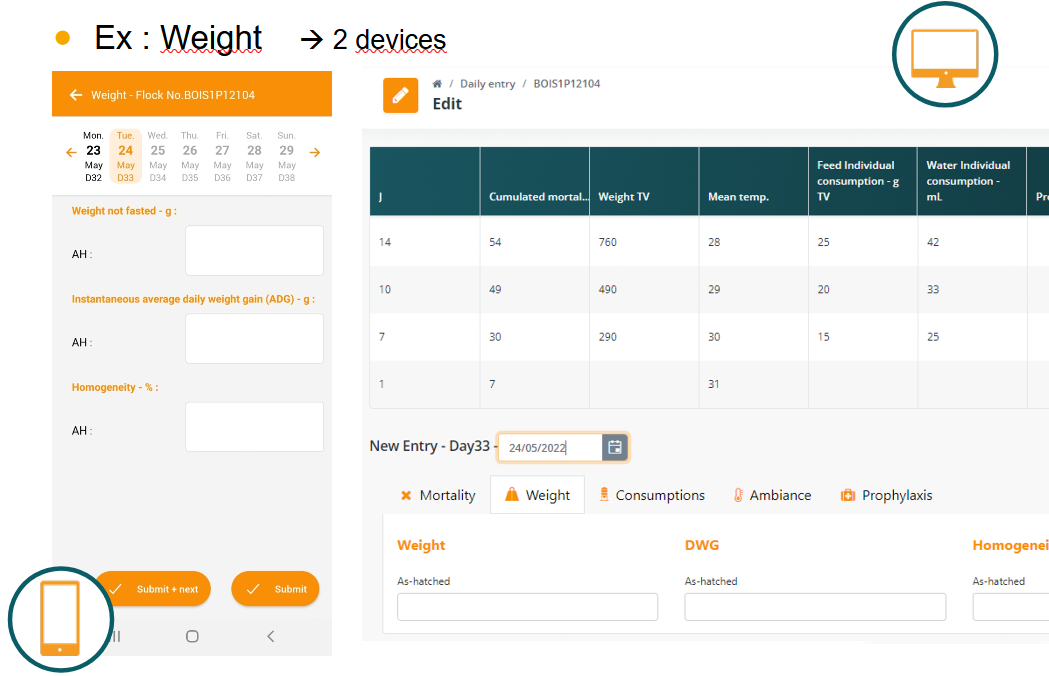 Ex : Weight → 2 devices
Weight - Flock No.BOIS1P12104
Mon. Tue. Wed. Thu. Fri. Sat. Sun.
23 24 25 26 27 28 29
May May May May May May May
D32 D33 D34 D35 D36 D37 D38
Weight not fasted - g :
AH :
Instantaneous average daily weight gain (ADG) - g :
AH :
Homogeneity - % :
AH :
Submit + next Submit
/ Daily entry / BOIS1P12104
Edit
J Cumulated mortal... Weight TV Mean temp. Feed Individual consumption - g TV Water Individual consumption - mL Pr
14 54 760 28 25 42
10 49 490 29 20 33
7 30 290 30 15 25
1 7 31
New Entry - Day33 - 24/05/2022
Mortality Weight Consumptions Ambiance Prophylaxis
Weight DWG Homogenei
As-hatched As-hatched As-hatched